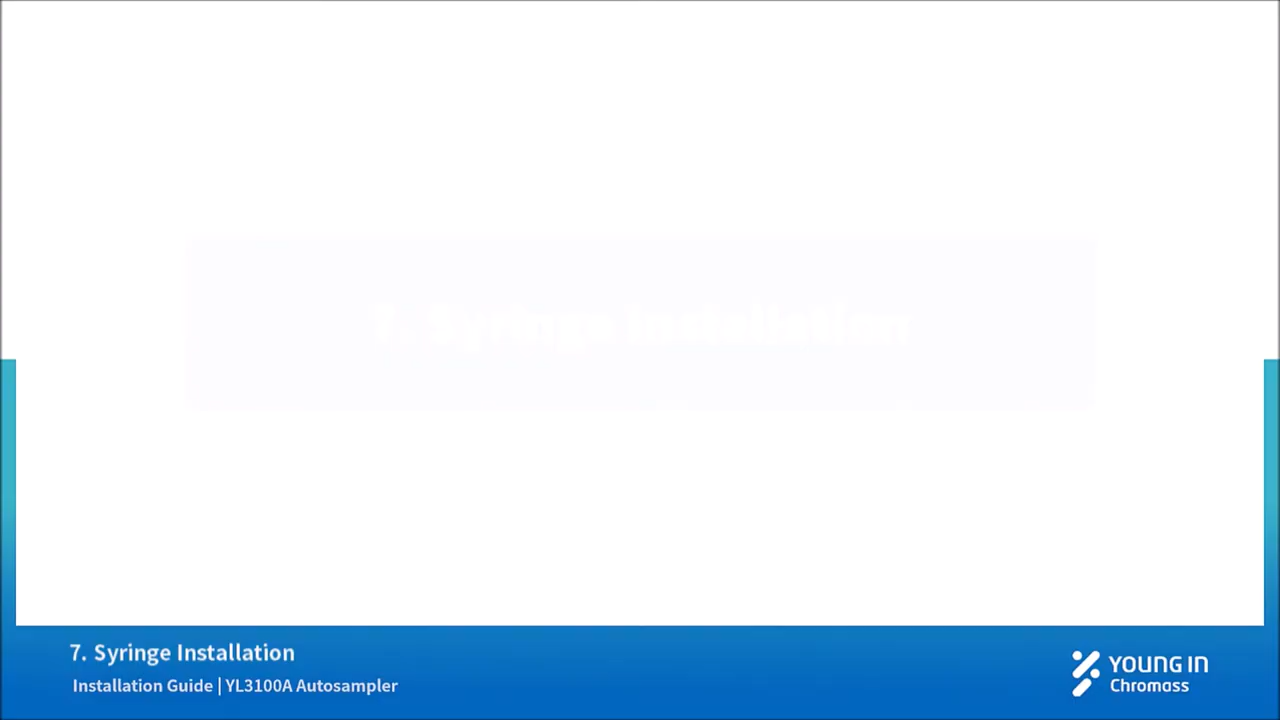 7. Syringe Installation
7. Syringe Installation
Installation Guide | YL3100A Autosampler
YOUNG IN
Chromass